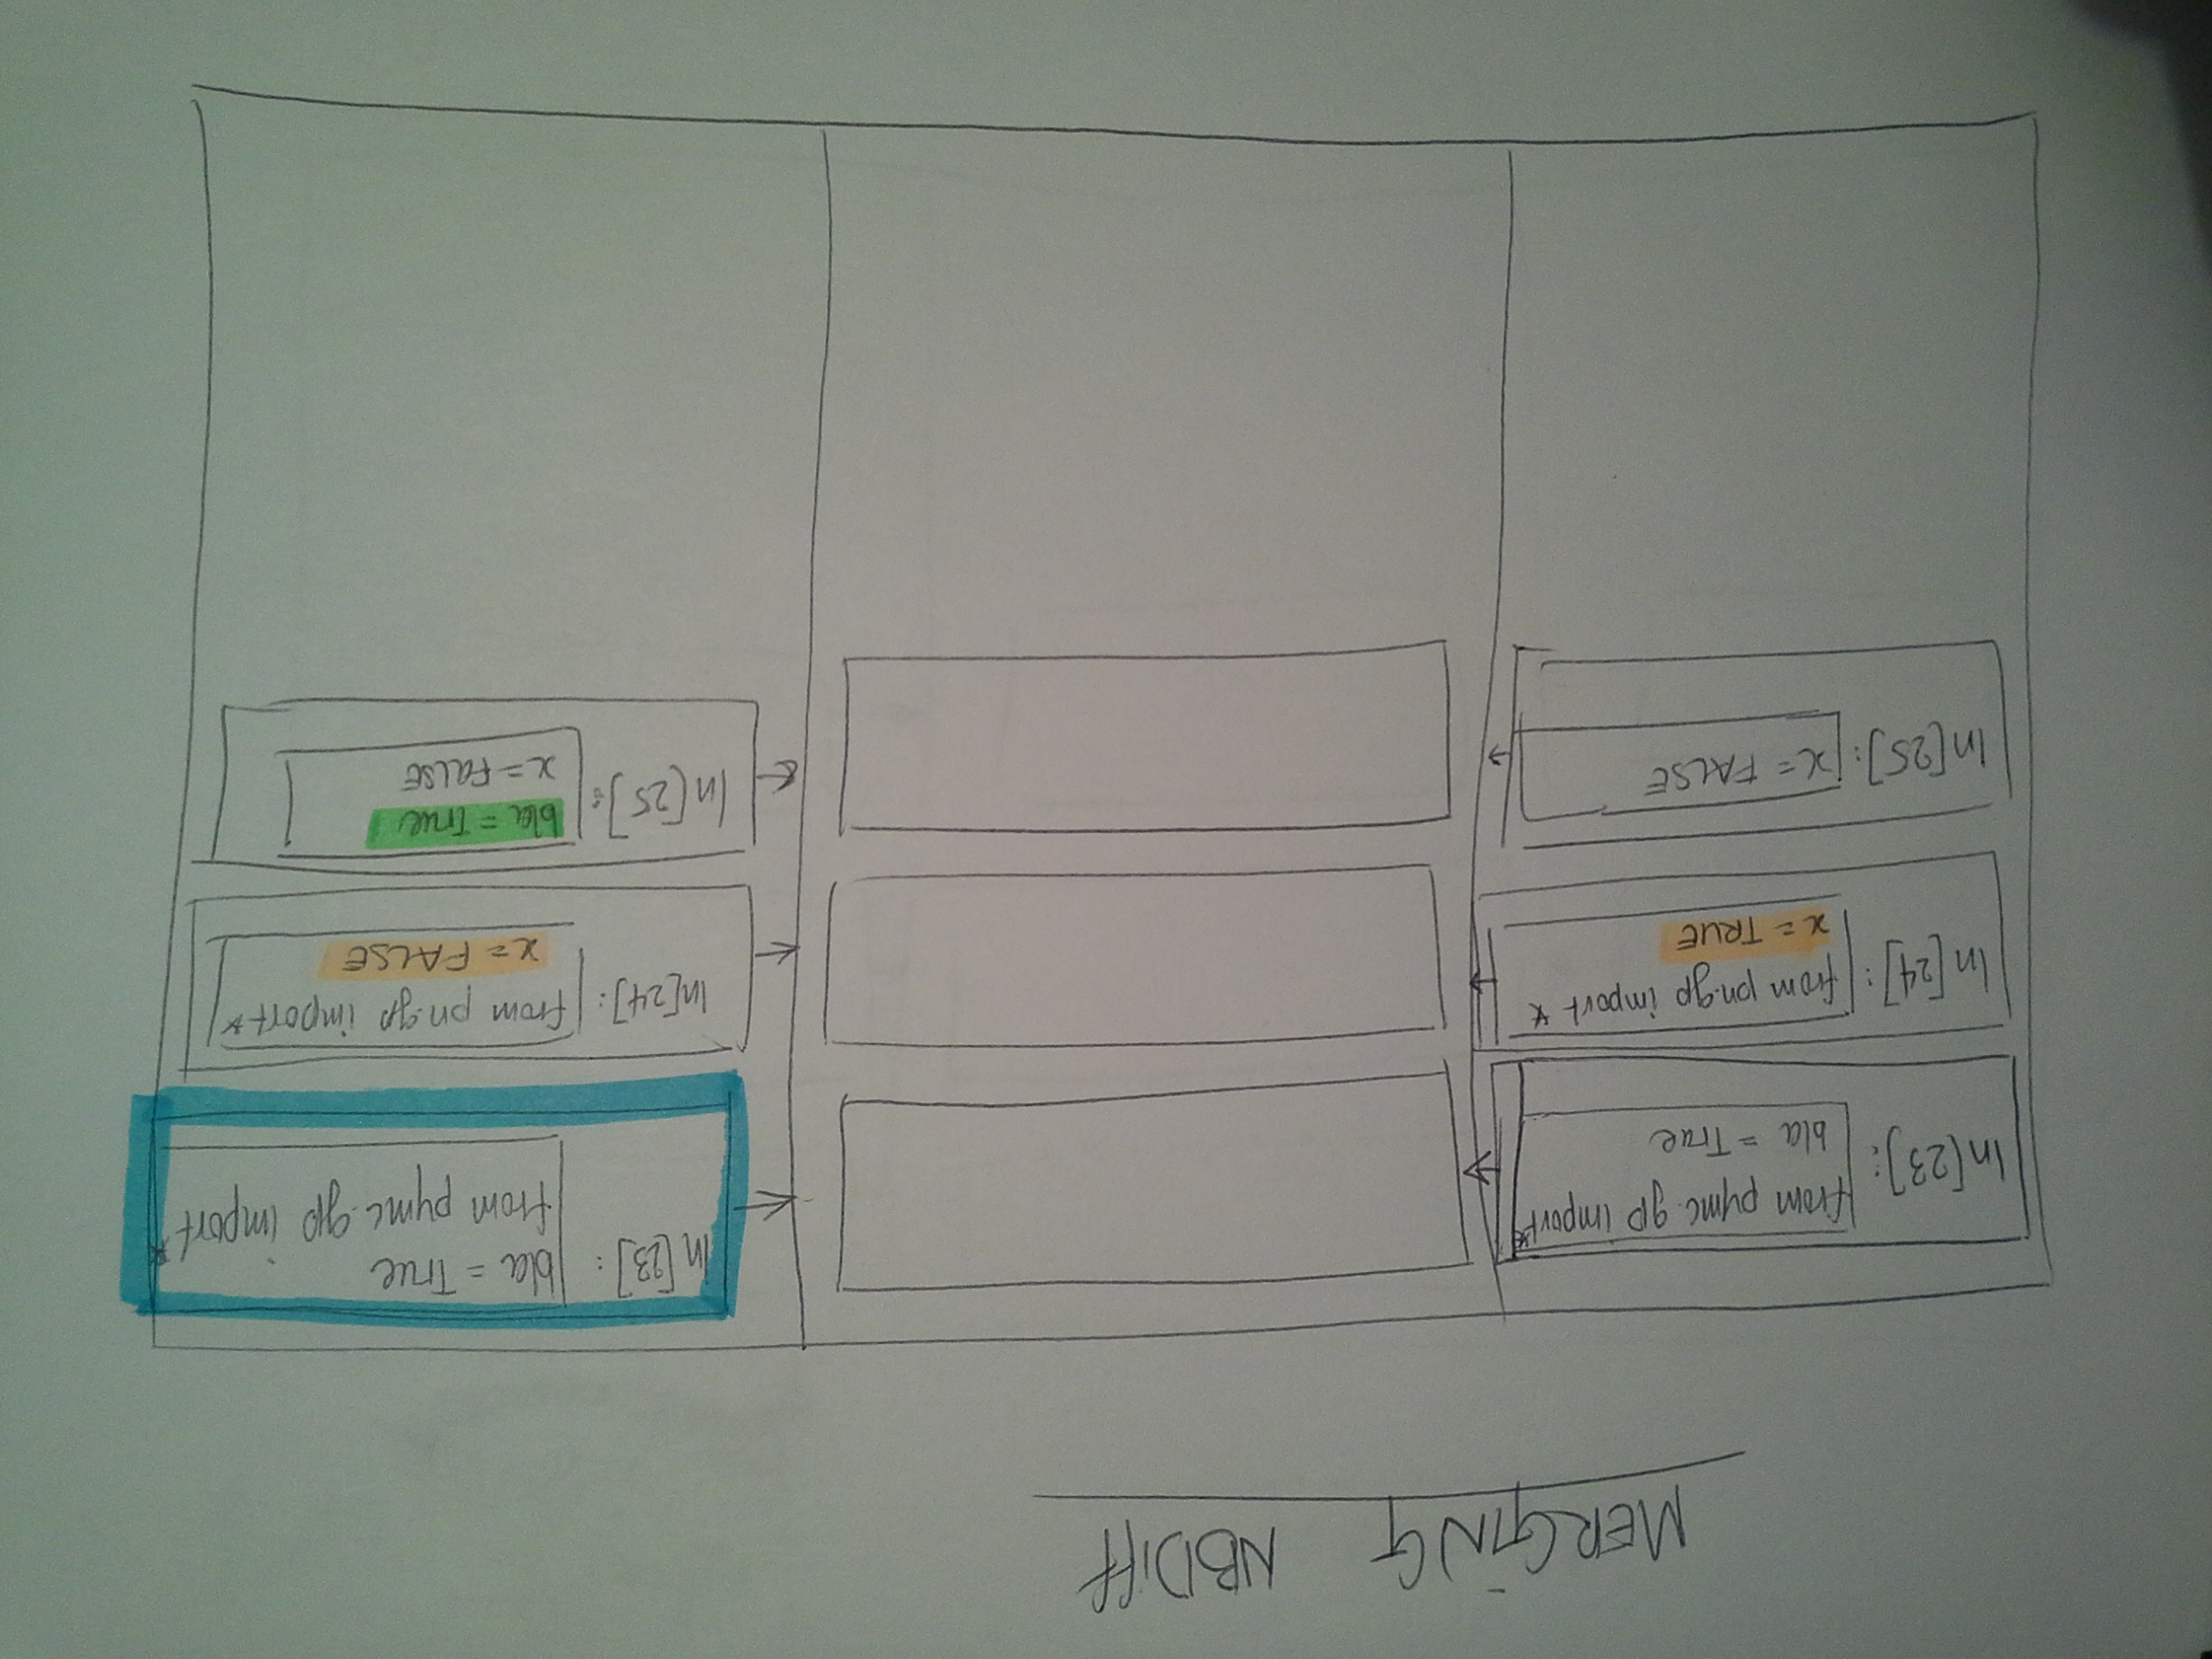 MERGING NBDiff
In[23]: from pymc.gp import*
bla = True
In[24]: from pn.gp import *
x = TRUE
In[25]: x = FALSE
In[23]: bla = True
from pymc.gp import *
In[24]: from pn.gp import*
x = FALSE
In[25]: bla = True
x = FalSE